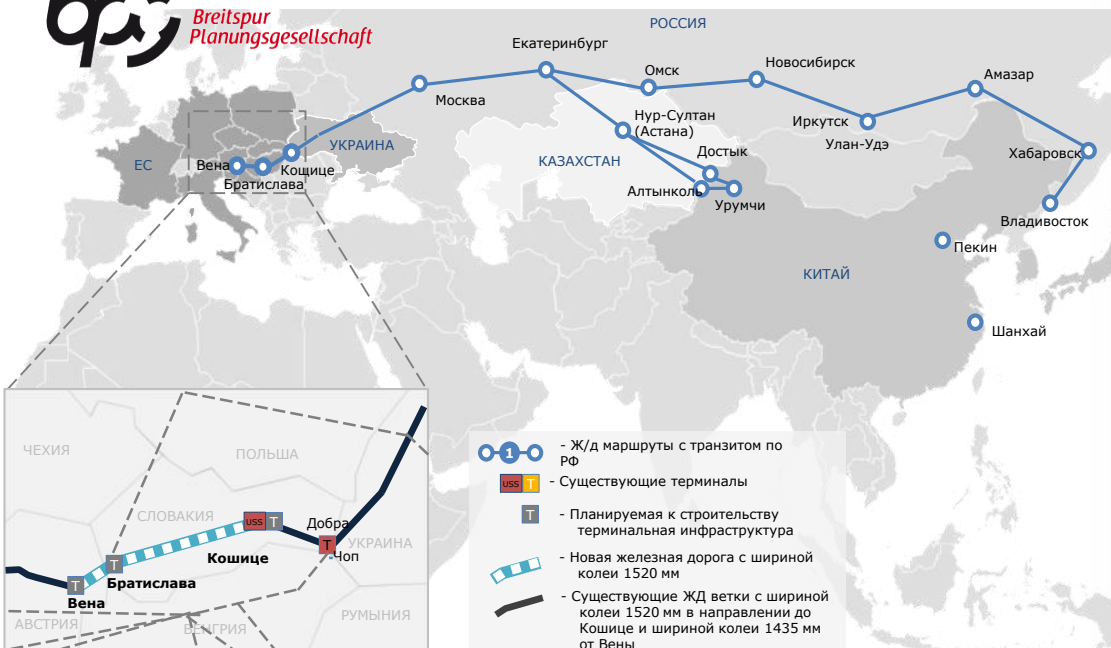 Breitspur
Planungsgesellschaft
РОССИЯ
Екатеринбург
Омск
Новосибирск
Амазар
Москва
Нур-Султан
(Астана)
Иркутск
Улан-Удэ
Хабаровск
ЕС
Вена
Братислава
Кошице
УКРАИНА
КАЗАХСТАН
Достык
Алтынколь
Урумчи
Владивосток
Пекин
КИТАЙ
Шанхай
ЧЕХИЯ
ПОЛЬША
СЛОВАКИЯ
uss T
Добра
T
УКРАИНА
Чоп
Кошице
T
Братислава
T
Вена
АВСТРИЯ
ВЕНГРИЯ
РУМЫНИЯ
1 - Ж/д маршруты с транзитом по
РФ
uss T - Существующие терминалы
T - Планируемая к строительству
терминальная инфраструктура
- Новая железная дорога с шириной
колеи 1520 мм
- Существующие ЖД ветки с шириной
колеи 1520 мм в направлении до
Кошице и шириной колеи 1435 мм
от Вены